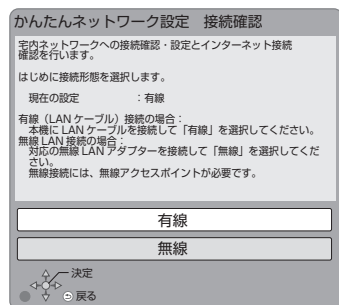 かんたんネットワーク設定　接続確認
宅内ネットワークへの接続確認・設定とインターネット接続
確認を行います。
はじめに接続形態を選択します。
現在の設定　　　：有線
有線（LAN ケーブル）接続の場合：
本機に LAN ケーブルを接続して「有線」を選択してください。
無線 LAN 接続の場合：
対応の無線 LAN アダプターを接続して「無線」を選択してくだ
さい。
無線接続には、無線アクセスポイントが必要です。
有線
無線
決定
戻る